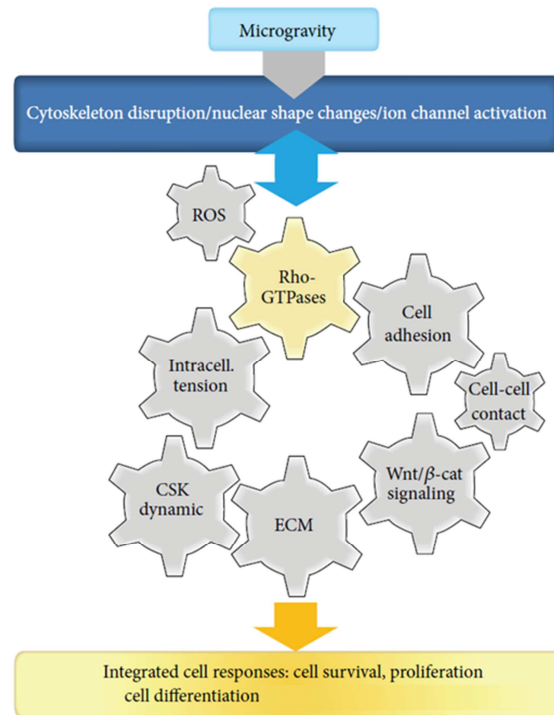 Microgravity
Cytoskeleton disruption/nuclear shape changes/ion channel activation
ROS
Rho-
GTPases
Cell
adhesion
Intracell.
tension
Cell-cell
contact
CSK
dynamic
Wnt/β-cat
signaling
ECM
Integrated cell responses: cell survival, proliferation
cell differentiation